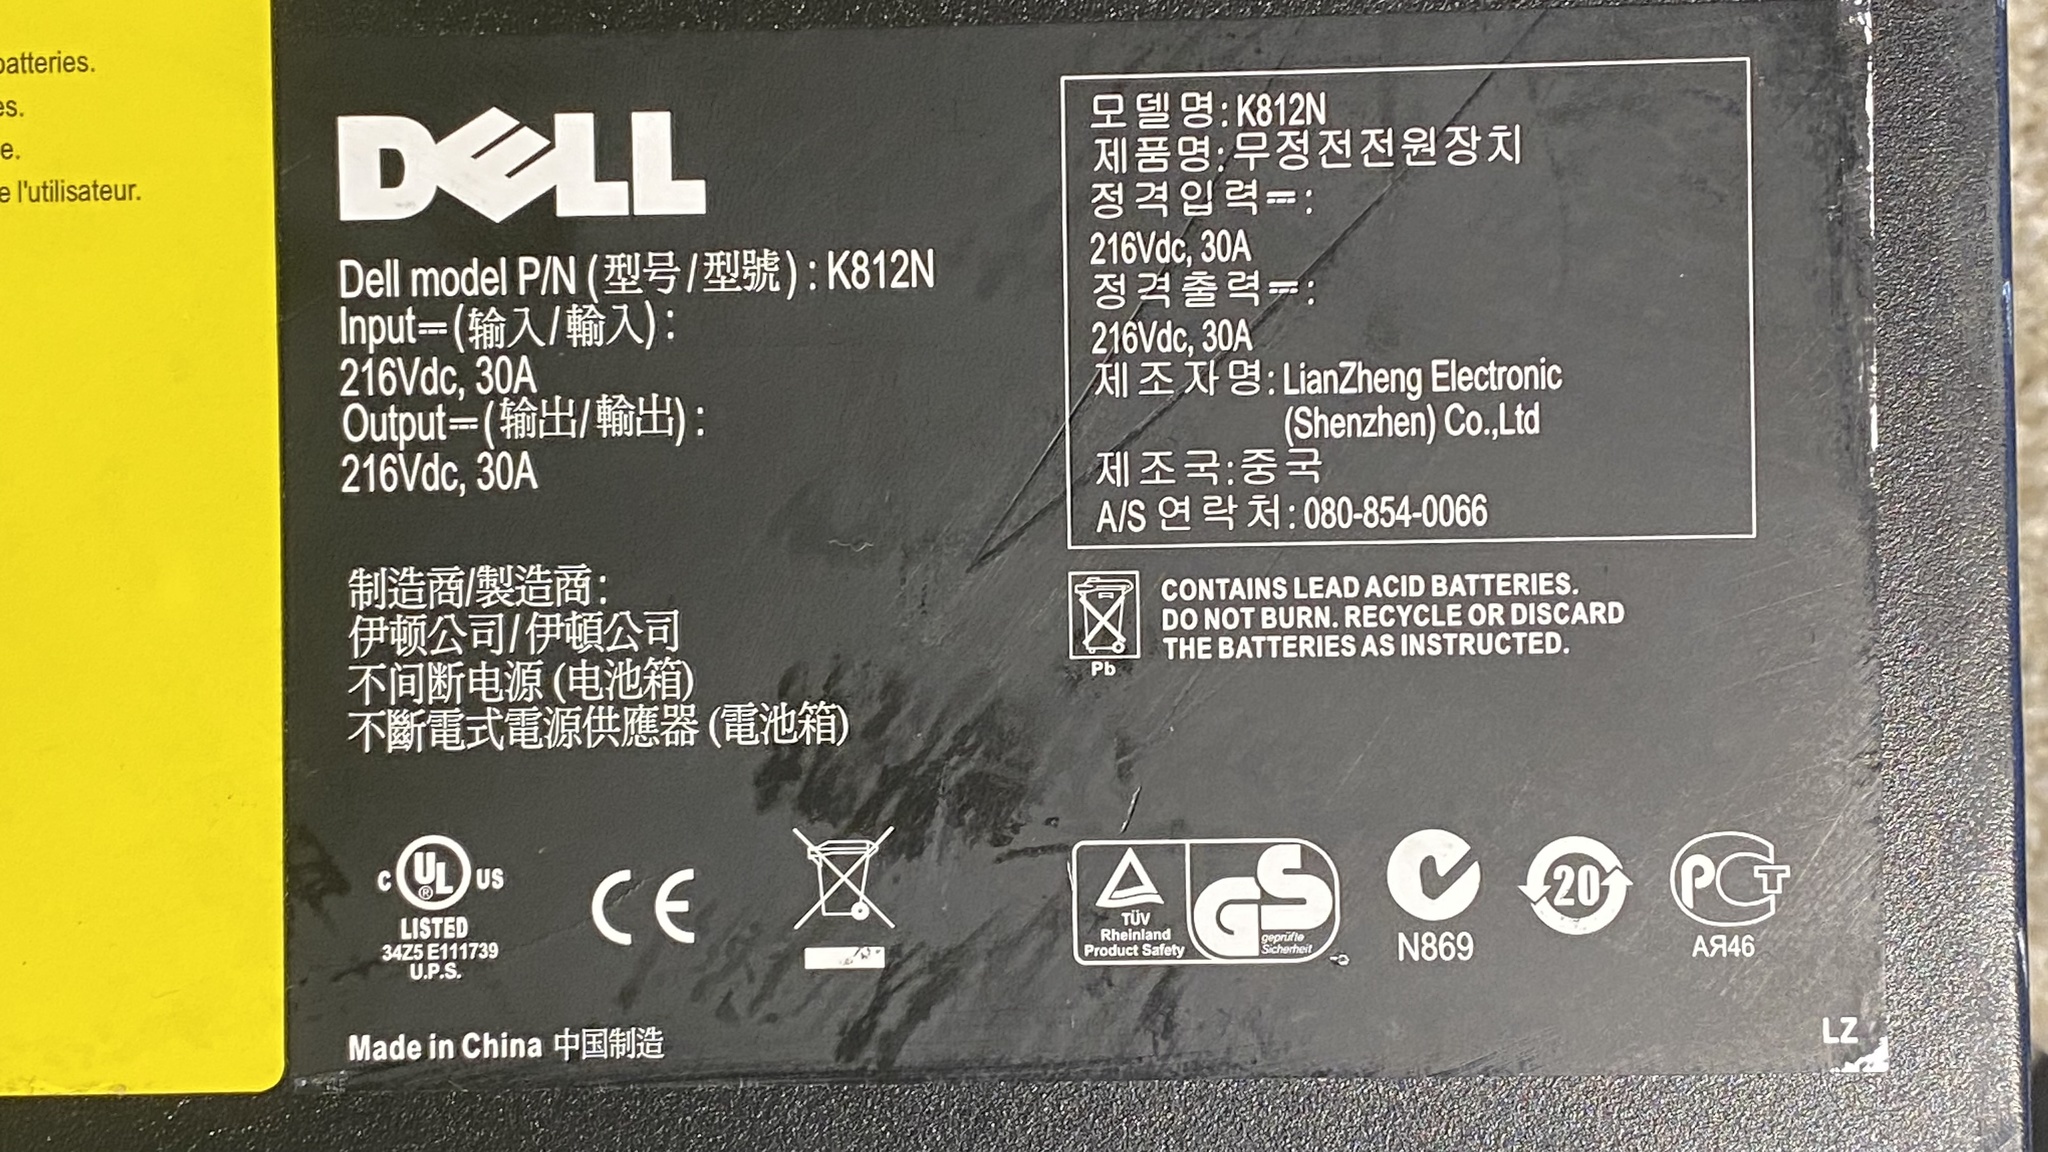 batteries.
es.
e.
e l'utilisateur.
DELL
Dell model P/N (型号/型號) : K812N
Input⎓(输入/輸入) :
216Vdc, 30A
Output⎓(输出/輸出) :
216Vdc, 30A
制造商/製造商:
伊顿公司/伊頓公司
不间断电源 (电池箱)
不斷電式電源供應器 (電池箱)
C UL ® US
LISTED
34Z5 E111739
U.P.S.
CE
Made in China 中国制造
모델명: K812N
제품명: 무정전전원장치
정격입력⎓:
216Vdc, 30A
정격출력⎓:
216Vdc, 30A
제조자명: LianZheng Electronic
(Shenzhen) Co.,Ltd
제조국:중국
A/S 연락처: 080-854-0066
CONTAINS LEAD ACID BATTERIES.
DO NOT BURN. RECYCLE OR DISCARD
THE BATTERIES AS INSTRUCTED.
Pb
TÜV
Rheinland
Product Safety
GS
geprüfte
Sicherheit
N869
20
РСТ
АЯ46
LZ